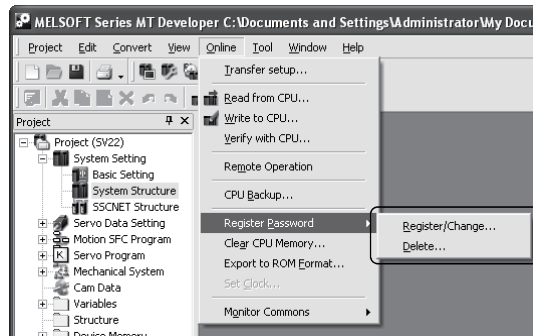 MELSOFT Series MT Developer C:\Documents and Settings\Administrator\My Docu
Project Edit Convert View Online Tool Window Help
Transfer setup...
Read from CPU...
Write to CPU...
Verify with CPU...
Remote Operation
CPU Backup...
Register Password
Clear CPU Memory...
Export to ROM Format...
Set Clock...
Monitor Commons
Register/Change...
Delete...
Project
Project (SV22)
System Setting
Basic Setting
System Structure
SSCNET Structure
Servo Data Setting
Motion SFC Program
Servo Program
Mechanical System
Cam Data
Variables
Structure
Device Memory